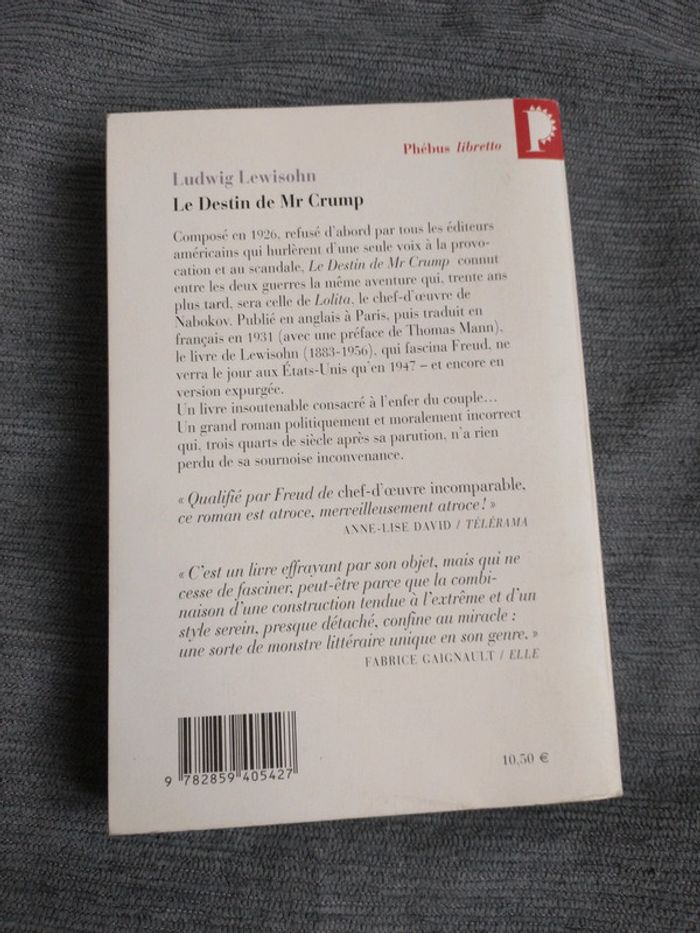 P
Phébus libretto
Ludwig Lewisohn
Le Destin de Mr Crump
Composé en 1926, refusé d'abord par tous les éditeurs
américains qui hurlèrent d'une seule voix à la provo-
cation et au scandale, Le Destin de Mr Crump connut
entre les deux guerres la même aventure qui, trente ans
plus tard, sera celle de Lolita, le chef-d'œuvre de
Nabokov. Publié en anglais à Paris, puis traduit en
français en 1931 (avec une préface de Thomas Mann),
le livre de Lewisohn (1883-1956), qui fascina Freud, ne
verra le jour aux États-Unis qu'en 1947 – et encore en
version expurgée.
Un livre insoutenable consacré à l'enfer du couple…
Un grand roman politiquement et moralement incorrect
qui, trois quarts de siècle après sa parution, n'a rien
perdu de sa sournoise inconvenance.
« Qualifié par Freud de chef-d'œuvre incomparable,
ce roman est atroce, merveilleusement atroce ! »
ANNE-LISE DAVID / TÉLÉRAMA
« C'est un livre effrayant par son objet, mais qui ne
cesse de fasciner, peut-être parce que la combi-
naison d'une construction tendue à l'extrême et d'un
style serein, presque détaché, confine au miracle :
une sorte de monstre littéraire unique en son genre. »
FABRICE GAIGNAULT / ELLE
9 782859 405427
10,50 €